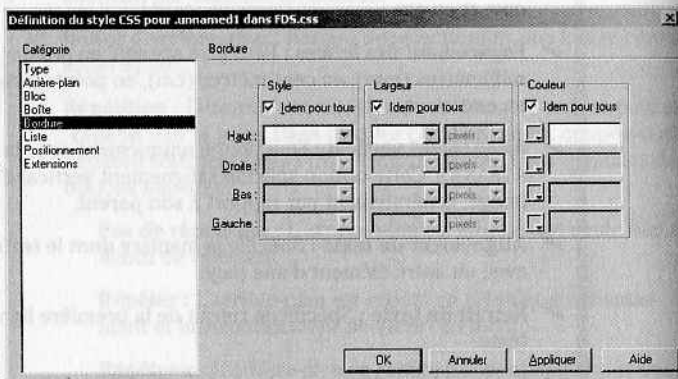 Définition du style CSS pour .unnamed1 dans FDS.css
Catégorie
Type
Arrière-plan
Bloc
Boîte
Bordure
Liste
Positionnement
Extensions
Bordure
Style
Largeur
Couleur
Idem pour tous
Idem pour tous
Idem pour tous
Haut :
pixels
Droite :
pixels
Bas :
pixels
Gauche :
pixels
OK
Annuler
Appliquer
Aide